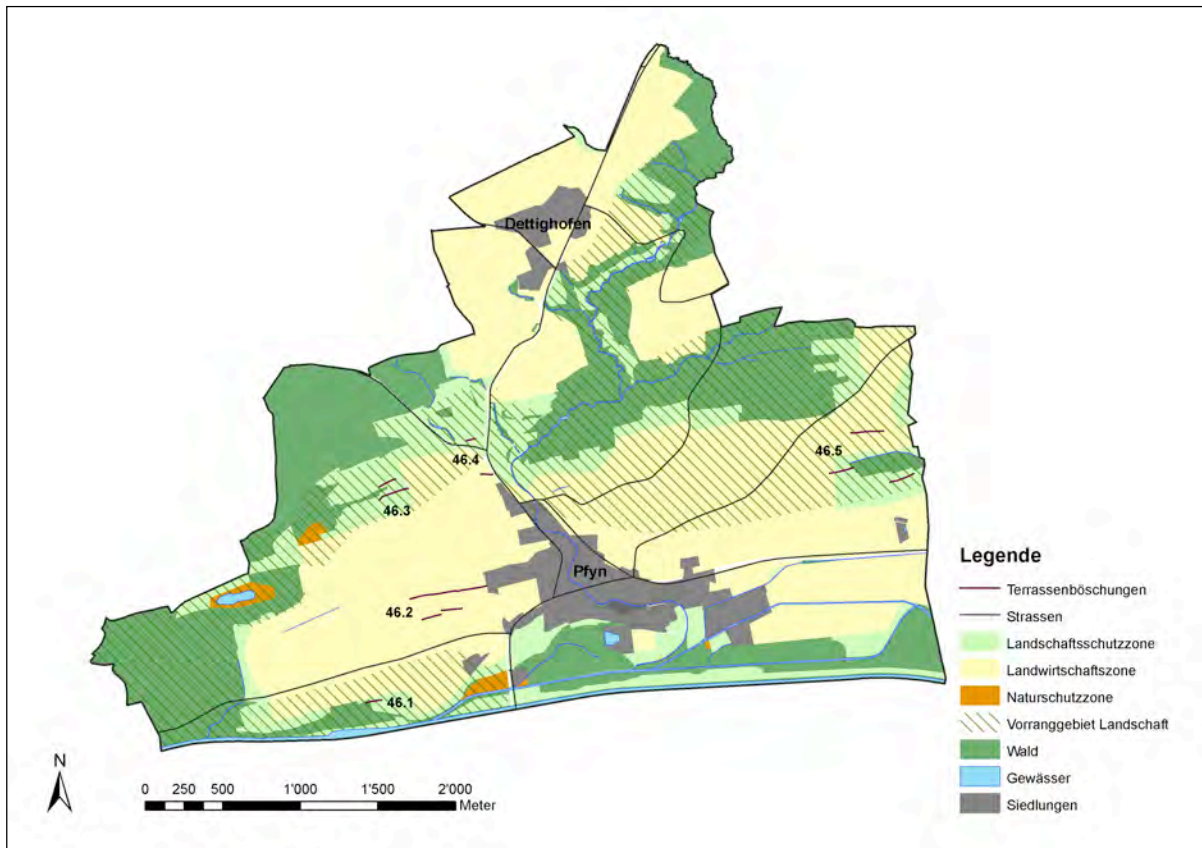 Dettighofen
46.4
46.5
46.3
Pfyn
46.2
46.1
Legende
Terrassenböschungen
Strassen
Landschaftsschutzzone
Landwirtschaftszone
Naturschutzzone
Vorranggebiet Landschaft
Wald
Gewässer
Siedlungen
N
0 250 500 1'000 1'500 2'000
Meter